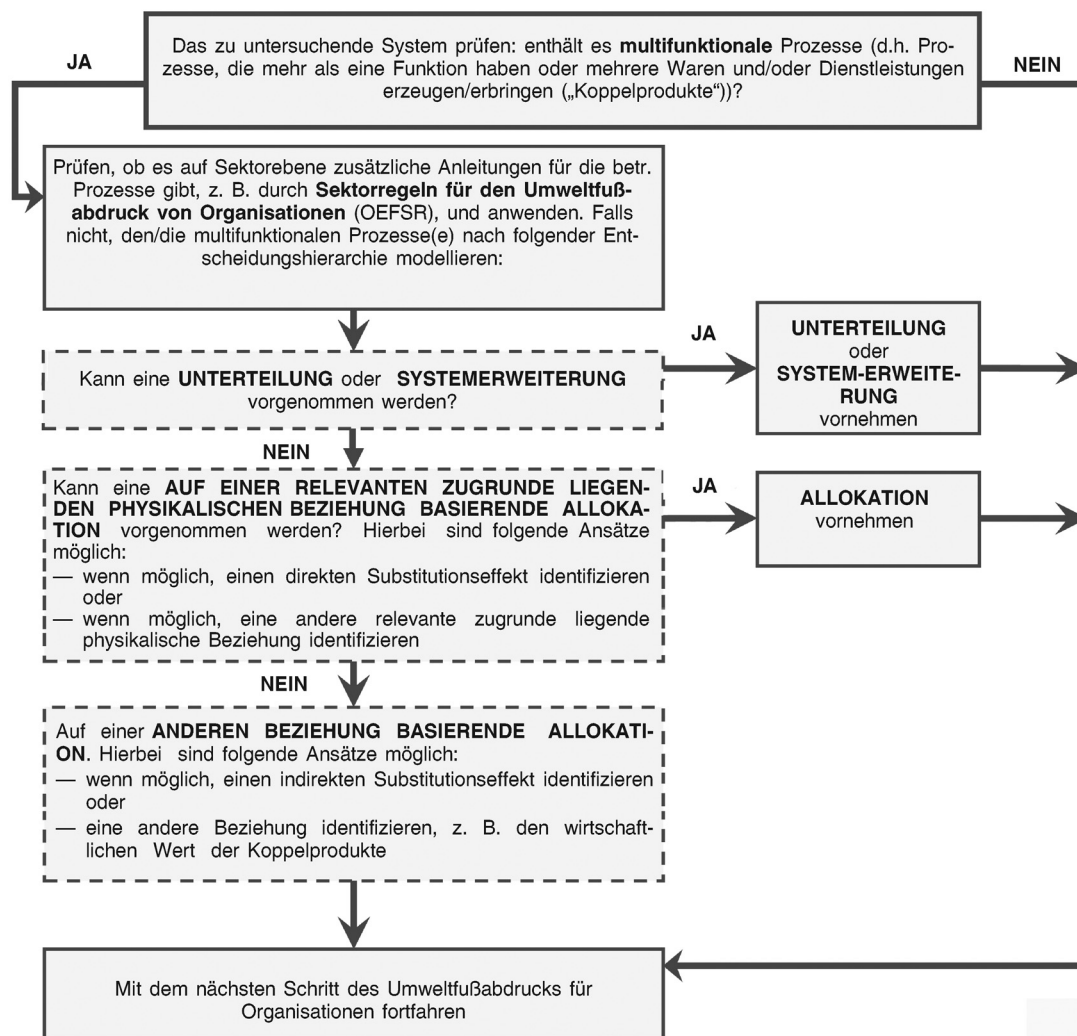 Das zu untersuchende System prüfen: enthält es multifunktionale Prozesse (d.h. Pro-
zesse, die mehr als eine Funktion haben oder mehrere Waren und/oder Dienstleistungen
erzeugen/erbringen („Koppelprodukte“))?
JA
NEIN
Prüfen, ob es auf Sektorebene zusätzliche Anleitungen für die betr.
Prozesse gibt, z. B. durch Sektorregeln für den Umweltfuß-
abdruck von Organisationen (OEFSR), und anwenden. Falls
nicht, den/die multifunktionalen Prozesse(e) nach folgender Ent-
scheidungshierarchie modellieren:
Kann eine UNTERTEILUNG oder SYSTEMERWEITERUNG
vorgenommen werden?
JA
UNTERTEILUNG
oder
SYSTEM-ERWEITE-
RUNG
vornehmen
NEIN
Kann eine AUF EINER RELEVANTEN ZUGRUNDE LIEGEN-
DEN PHYSIKALISCHEN BEZIEHUNG BASIERENDE ALLOKA-
TION vorgenommen werden? Hierbei sind folgende Ansätze
möglich:
— wenn möglich, einen direkten Substitutionseffekt identifizieren
oder
— wenn möglich, eine andere relevante zugrunde liegende
physikalische Beziehung identifizieren
JA
ALLOKATION
vornehmen
NEIN
Auf einer ANDEREN BEZIEHUNG BASIERENDE ALLOKATI-
ON. Hierbei sind folgende Ansätze möglich:
— wenn möglich, einen indirekten Substitutionseffekt identifizieren
oder
— eine andere Beziehung identifizieren, z. B. den wirtschaft-
lichen Wert der Koppelprodukte
Mit dem nächsten Schritt des Umweltfußabdrucks für
Organisationen fortfahren